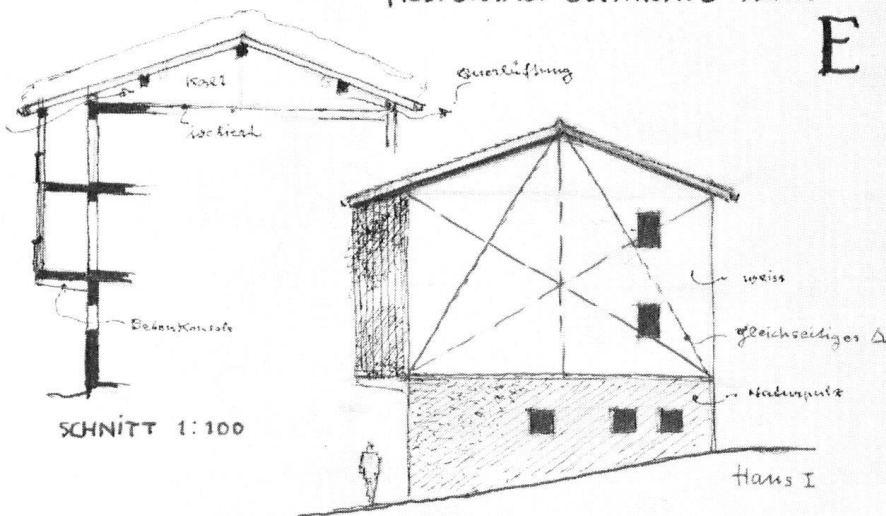 E
Kalt
Querlüftung
isoliert
weiss
Betonkonsole
gleichseitiges △
Naturputz
SCHNITT 1:100
Haus I